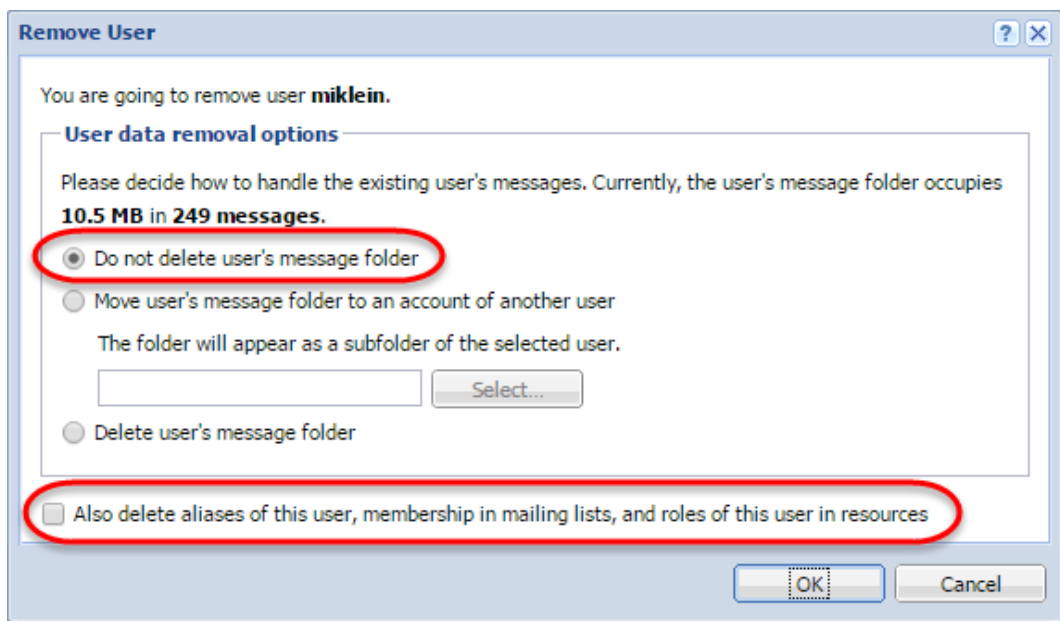 Remove User
?
You are going to remove user miklein.
User data removal options
Please decide how to handle the existing user's messages. Currently, the user's message folder occupies
10.5 MB in 249 messages.
Do not delete user's message folder
Move user's message folder to an account of another user
The folder will appear as a subfolder of the selected user.
Select...
Delete user's message folder
Also delete aliases of this user, membership in mailing lists, and roles of this user in resources
OK Cancel